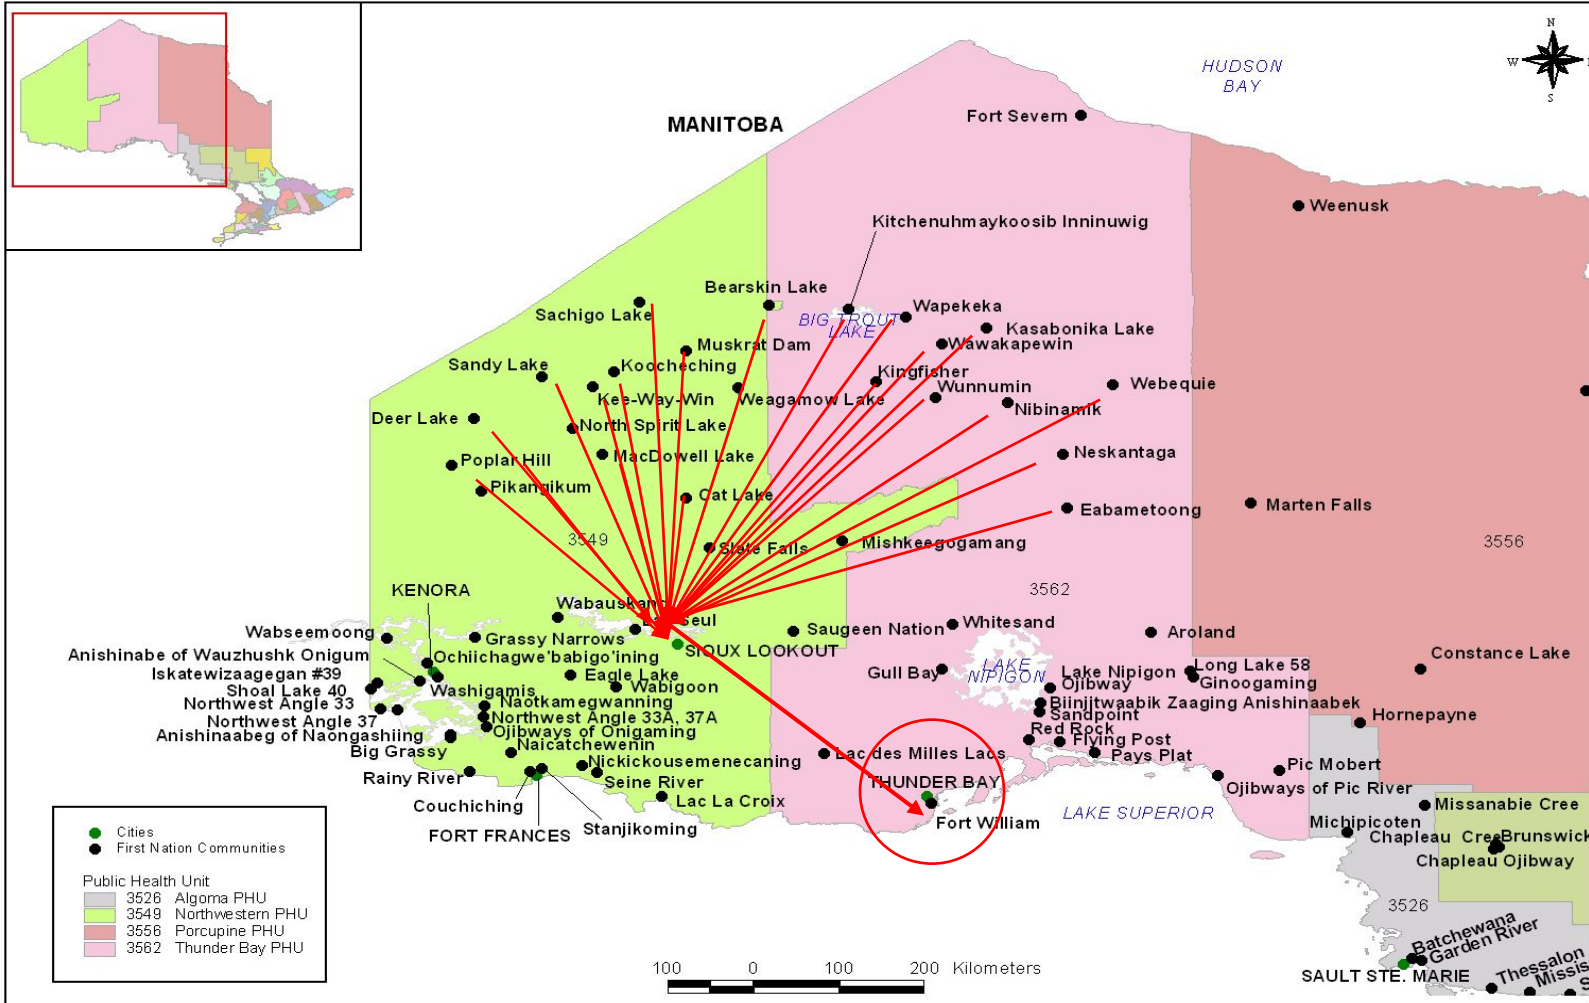 HUDSON
BAY
N
W
S
MANITOBA
Fort Severn
Weenusk
Kitchenuhmaykoosib Inninuwig
Bearskin Lake
Sachigo Lake
BIG TROUT
LAKE
Wapekeka
Kasabonika Lake
Wawakapewin
Muskrat Dam
Sandy Lake
Koocheching
Kingfisher
Wunnumin
Webequie
Kee-Way-Win
Weagamow Lake
Nibinamik
Deer Lake
North Spirit Lake
Poplar Hill
MacDowell Lake
Neskantaga
Pikangikum
Cat Lake
Eabametoong
Marten Falls
3549
Slate Falls
Mishkeegogamang
3556
KENORA
3562
Wabauskang
Lac Seul
Wabseemoong
Grassy Narrows
Saugeen Nation
Whitesand
Aroland
Anishinabe of Wauzhushk Onigum
Ochiichagwe'babigo'ining
SIOUX LOOKOUT
Constance Lake
Iskatewizaagegan #39
Eagle Lake
Gull Bay
LAKE
NIPIGON
Lake Nipigon
Ojibway
Long Lake 58
Ginoogaming
Shoal Lake 40
Washigamis
Wabigoon
Northwest Angle 33
Naotkamegwanning
Biinjitwaabik Zaaging Anishinaabek
Northwest Angle 37
Northwest Angle 33A, 37A
Sandpoint
Hornepayne
Anishinaabeg of Naongashiing
Ojibways of Onigaming
Red Rock
Flying Post
Big Grassy
Naicatchewenin
Lac des Milles Lacs
Pays Plat
Rainy River
Nickickousemenecaning
Pic Mobert
Seine River
THUNDER BAY
Ojibways of Pic River
Couchiching
Lac La Croix
Missanabie Cree
FORT FRANCES
Stanjikoming
Fort William
LAKE SUPERIOR
Michipicoten
Chapleau Cree
Brunswick
Chapleau Ojibway
Cities
First Nation Communities
Public Health Unit
3526 Algoma PHU
3549 Northwestern PHU
3556 Porcupine PHU
3562 Thunder Bay PHU
3526
Batchewana
Garden River
SAULT STE. MARIE
Thessalon
Missis
100 0 100 200 Kilometers